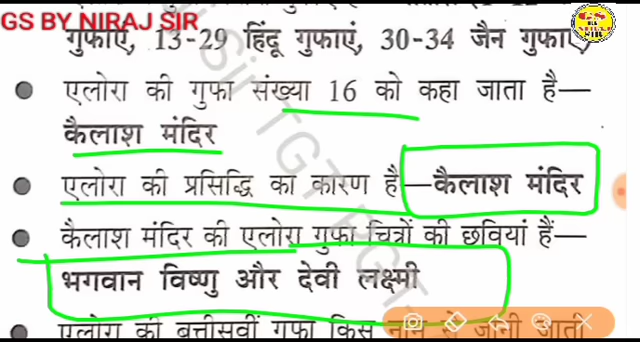 GS BY NIRAJ SIR
गुफाएं, 13-29 हिंदू गुफाएं, 30-34 जैन गुफाएं,
● एलोरा की गुफा संख्या 16 को कहा जाता है—
कैलाश मंदिर
● एलोरा की प्रसिद्धि का कारण है—कैलाश मंदिर
● कैलाश मंदिर की एलोरा गुफा चित्रों की छवियां हैं—
भगवान विष्णु और देवी लक्ष्मी
● एलोरा की बत्तीसवीं गुफा किस नाम से जानी जाती